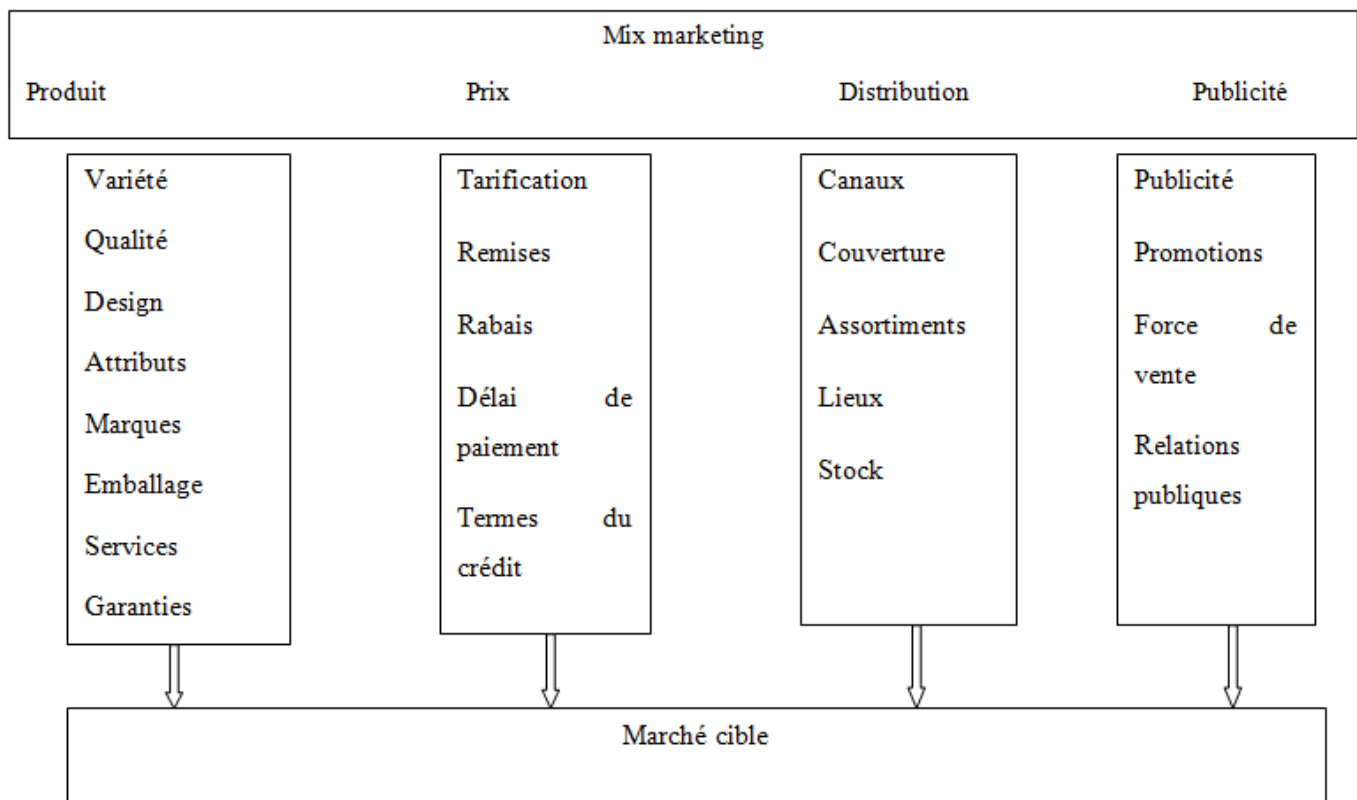 Mix marketing
Produit Prix Distribution Publicité
Variété
Qualité
Design
Attributs
Marques
Emballage
Services
Garanties
Tarification
Remises
Rabais
Délai de
paiement
Termes du
crédit
Canaux
Couverture
Assortiments
Lieux
Stock
Publicité
Promotions
Force de
vente
Relations
publiques
Marché cible